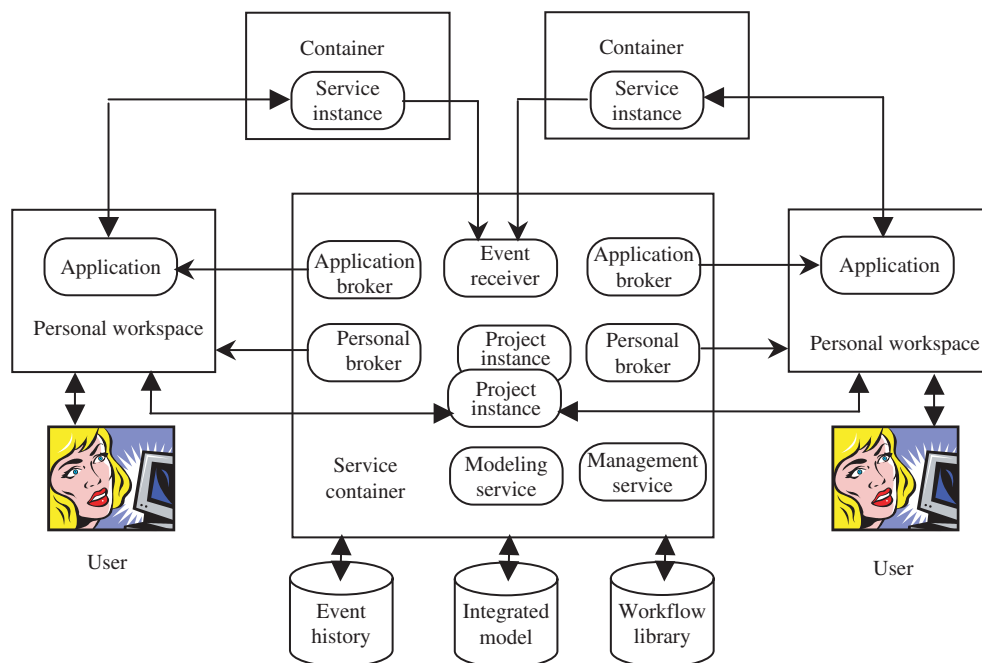 Container
Service
instance
Container
Service
instance
Application
Personal workspace
Application
broker
Event
receiver
Application
broker
Application
Personal workspace
Personal
broker
Project
instance
Project
instance
Personal
broker
Service
container
Modeling
service
Management
service
User
User
Event
history
Integrated
model
Workflow
library